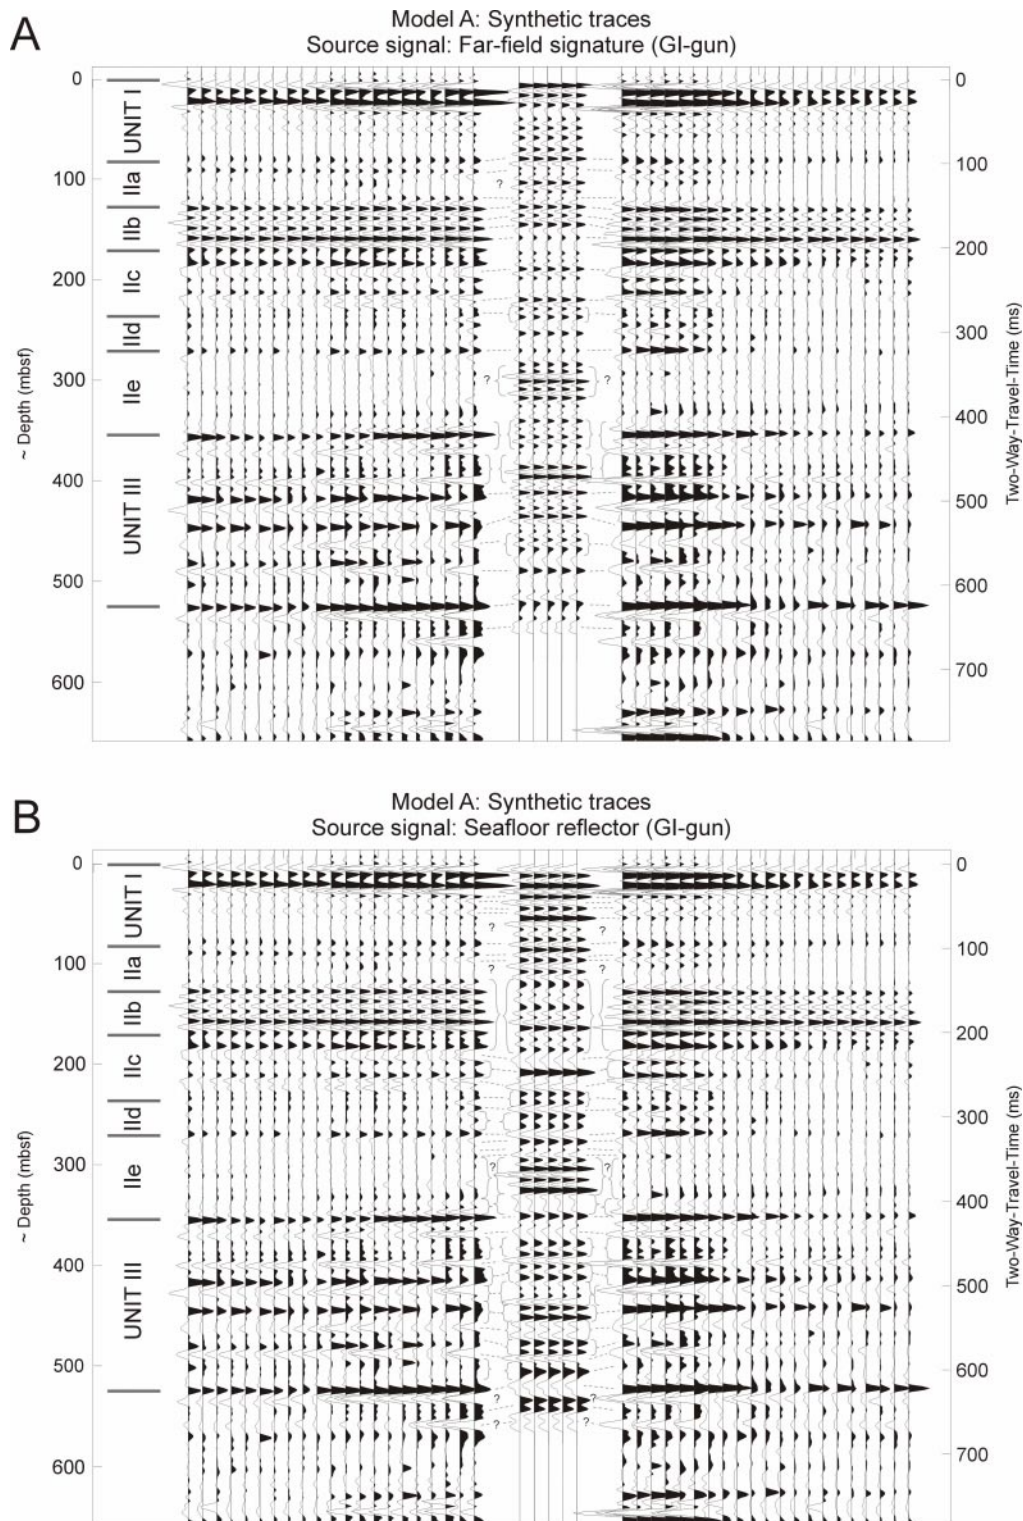 A
Model A: Synthetic traces
Source signal: Far-field signature (GI-gun)
0
100
200
300
400
500
600
~ Depth (mbsf)
UNIT I
IIa
IIb
IIc
IId
IIe
UNIT III
?
?
?
0
100
200
300
400
500
600
700
Two-Way-Travel-Time (ms)
B
Model A: Synthetic traces
Source signal: Seafloor reflector (GI-gun)
0
100
200
300
400
500
600
~ Depth (mbsf)
UNIT I
IIa
IIb
IIc
IId
IIe
UNIT III
? ?
? ?
? ?
? ?
? ?
0
100
200
300
400
500
600
700
Two-Way-Travel-Time (ms)